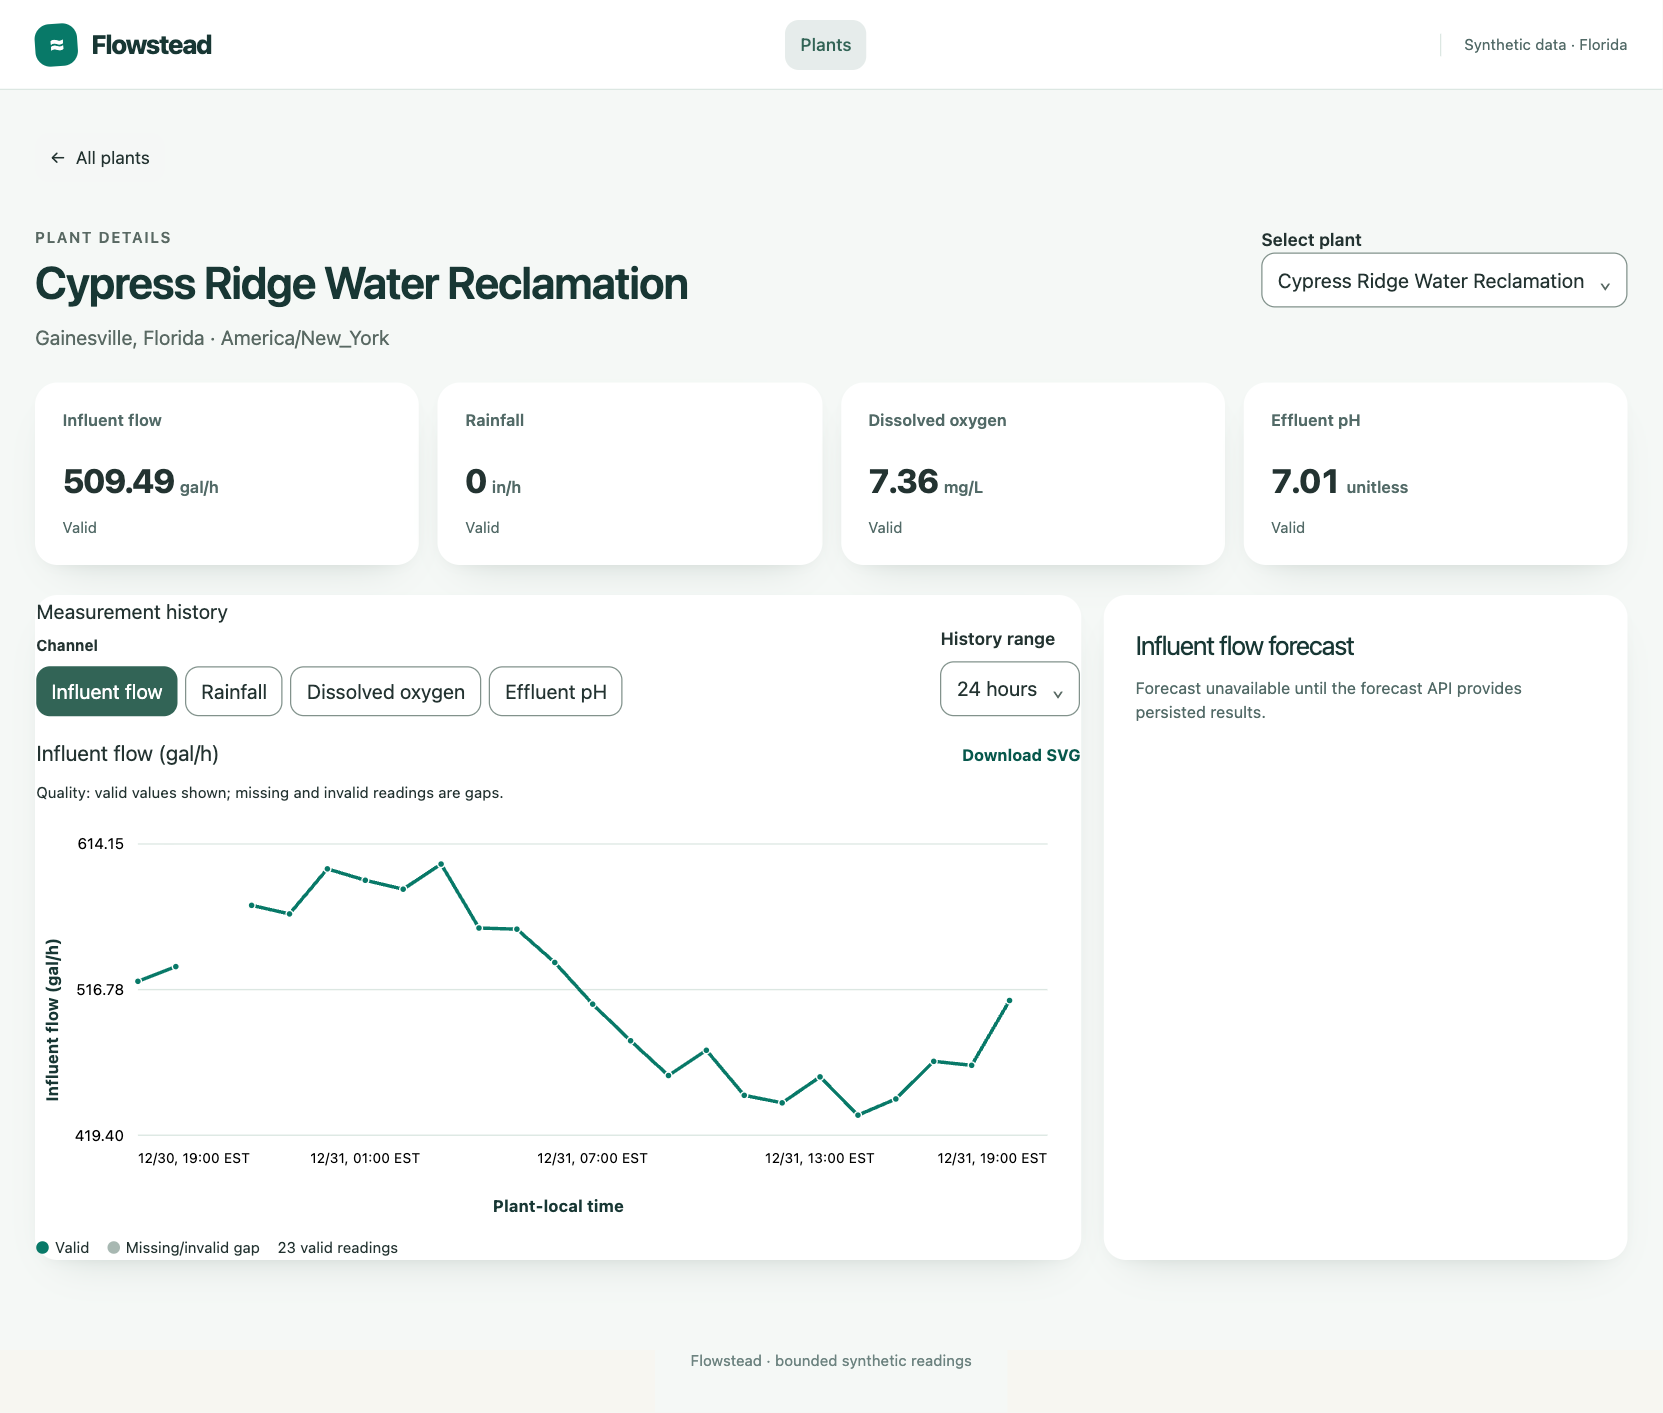 Flowstead
Plants
Synthetic data · Florida
← All plants
PLANT DETAILS
Cypress Ridge Water Reclamation
Gainesville, Florida · America/New_York
Select plant
Cypress Ridge Water Reclamation
Influent flow
509.49 gal/h
Valid
Rainfall
0 in/h
Valid
Dissolved oxygen
7.36 mg/L
Valid
Effluent pH
7.01 unitless
Valid
Measurement history
Channel
Influent flow
Rainfall
Dissolved oxygen
Effluent pH
History range
24 hours
Influent flow (gal/h)
Download SVG
Quality: valid values shown; missing and invalid readings are gaps.
614.15
516.78
419.40
Influent flow (gal/h)
12/30, 19:00 EST
12/31, 01:00 EST
12/31, 07:00 EST
12/31, 13:00 EST
12/31, 19:00 EST
Plant-local time
Valid
Missing/invalid gap
23 valid readings
Influent flow forecast
Forecast unavailable until the forecast API provides
persisted results.
Flowstead · bounded synthetic readings